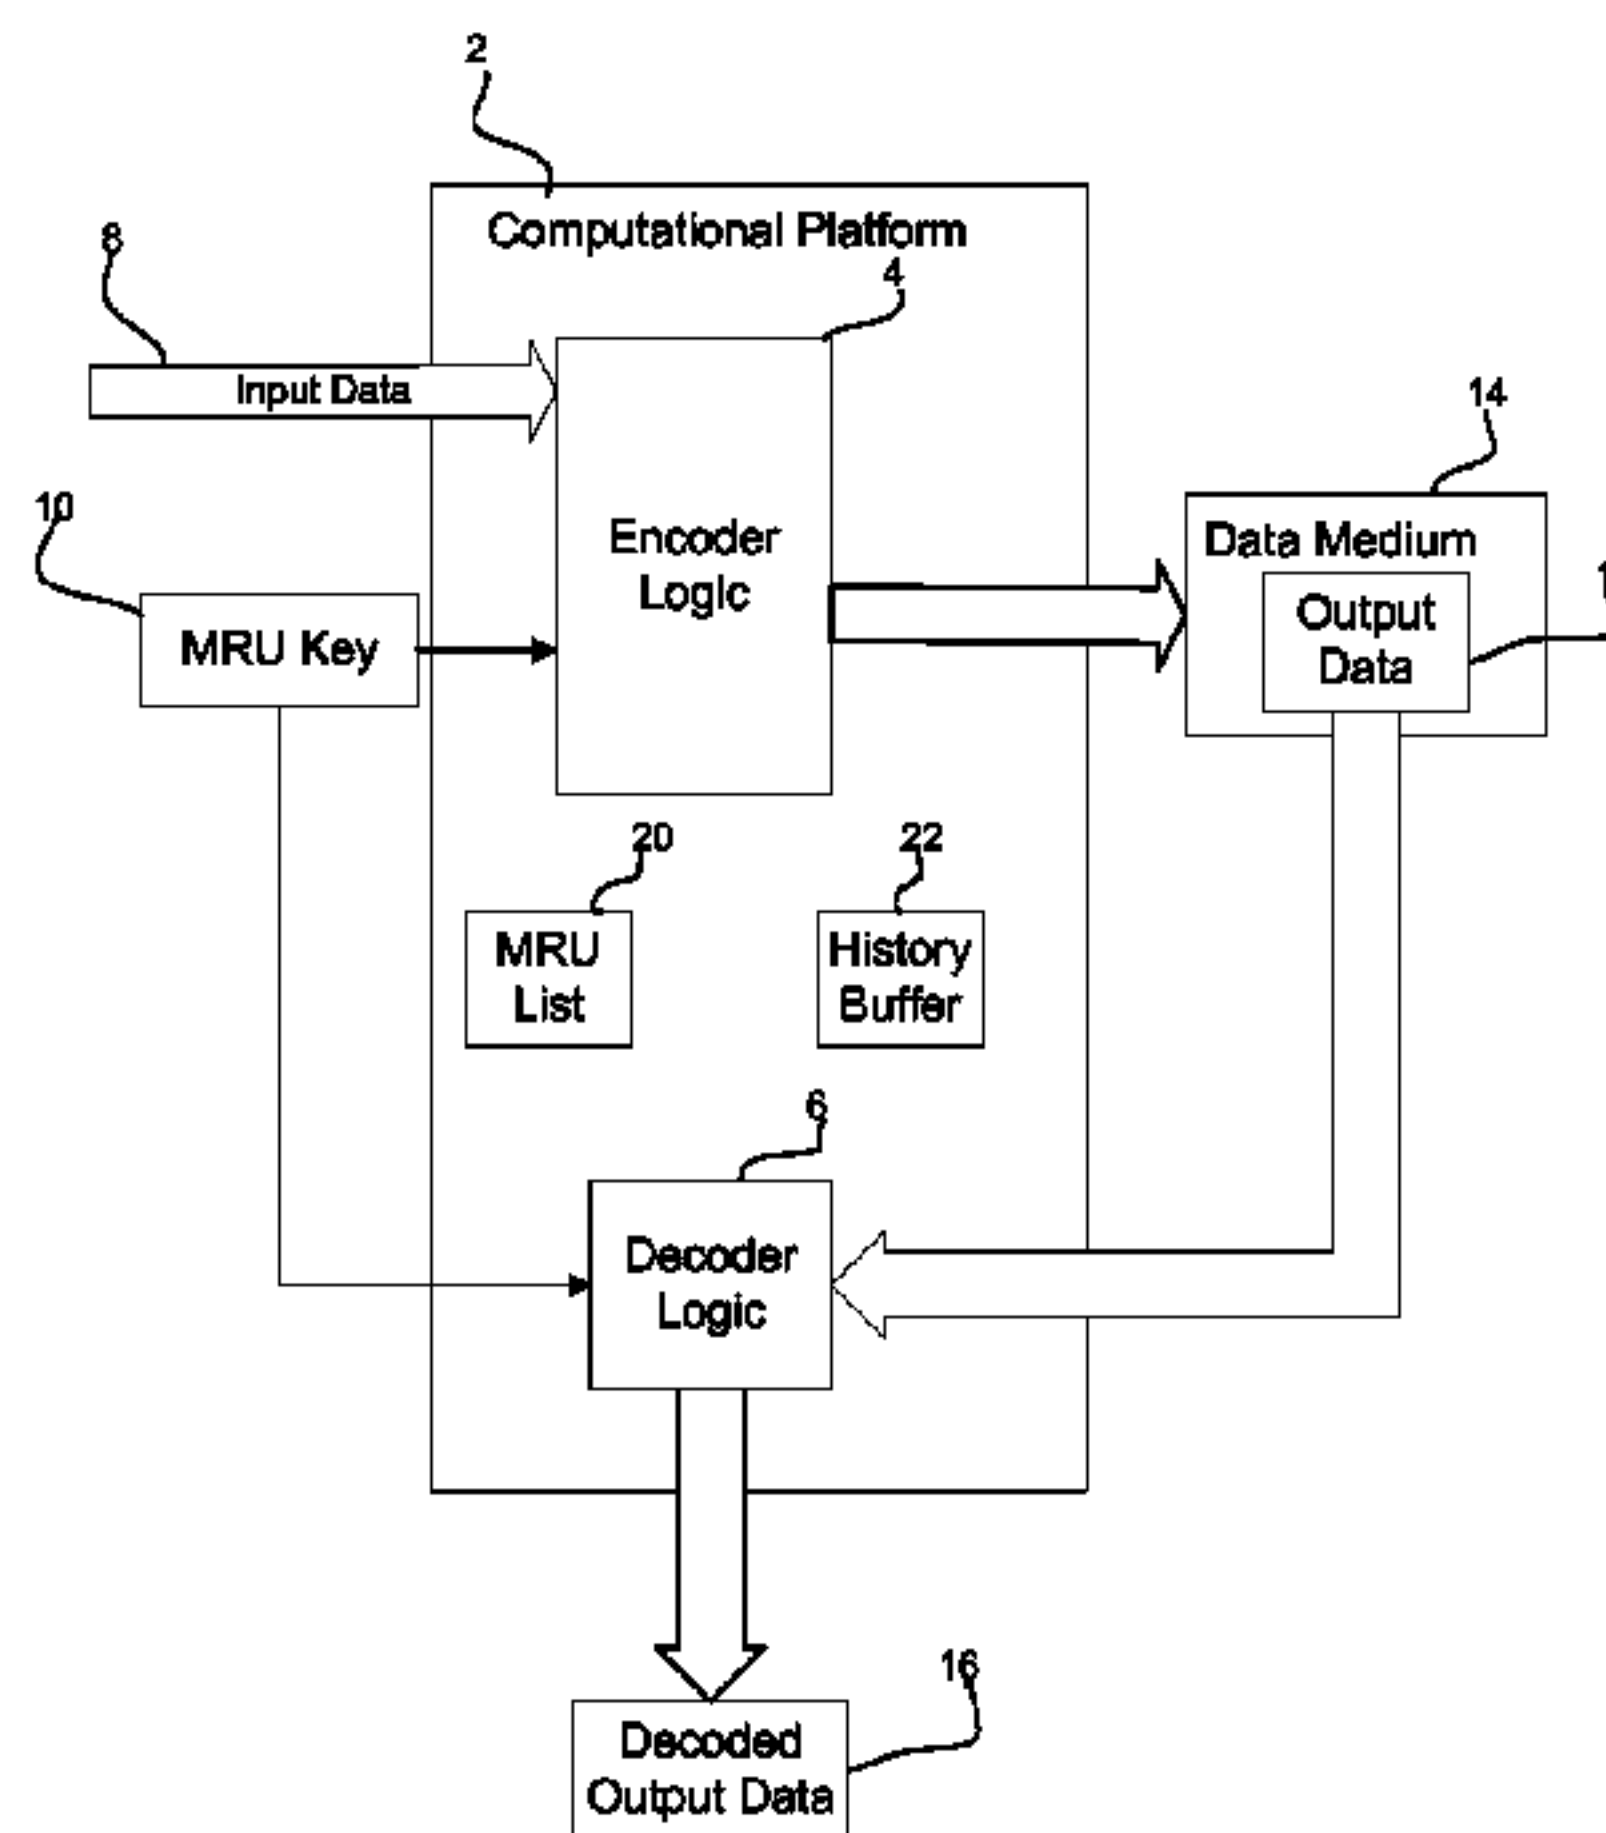 2
Computational Platform
8
4
Input Data
14
10
Data Medium
Encoder
Logic
Output
Data
MRU Key
20
22
MRU
List
History
Buffer
6
Decoder
Logic
16
Decoded
Output Data